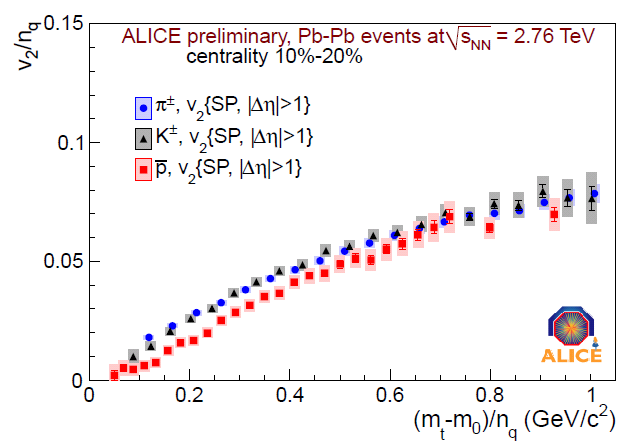 v2/nq
0.15
ALICE preliminary, Pb-Pb events at√sNN = 2.76 TeV
centrality 10%-20%
π±, v2{SP, |Δη|>1}
K±, v2{SP, |Δη|>1}
p̅, v2{SP, |Δη|>1}
0.1
0.05
0
ALICE
0 0.2 0.4 0.6 0.8 1
(mt-m0)/nq (GeV/c²)